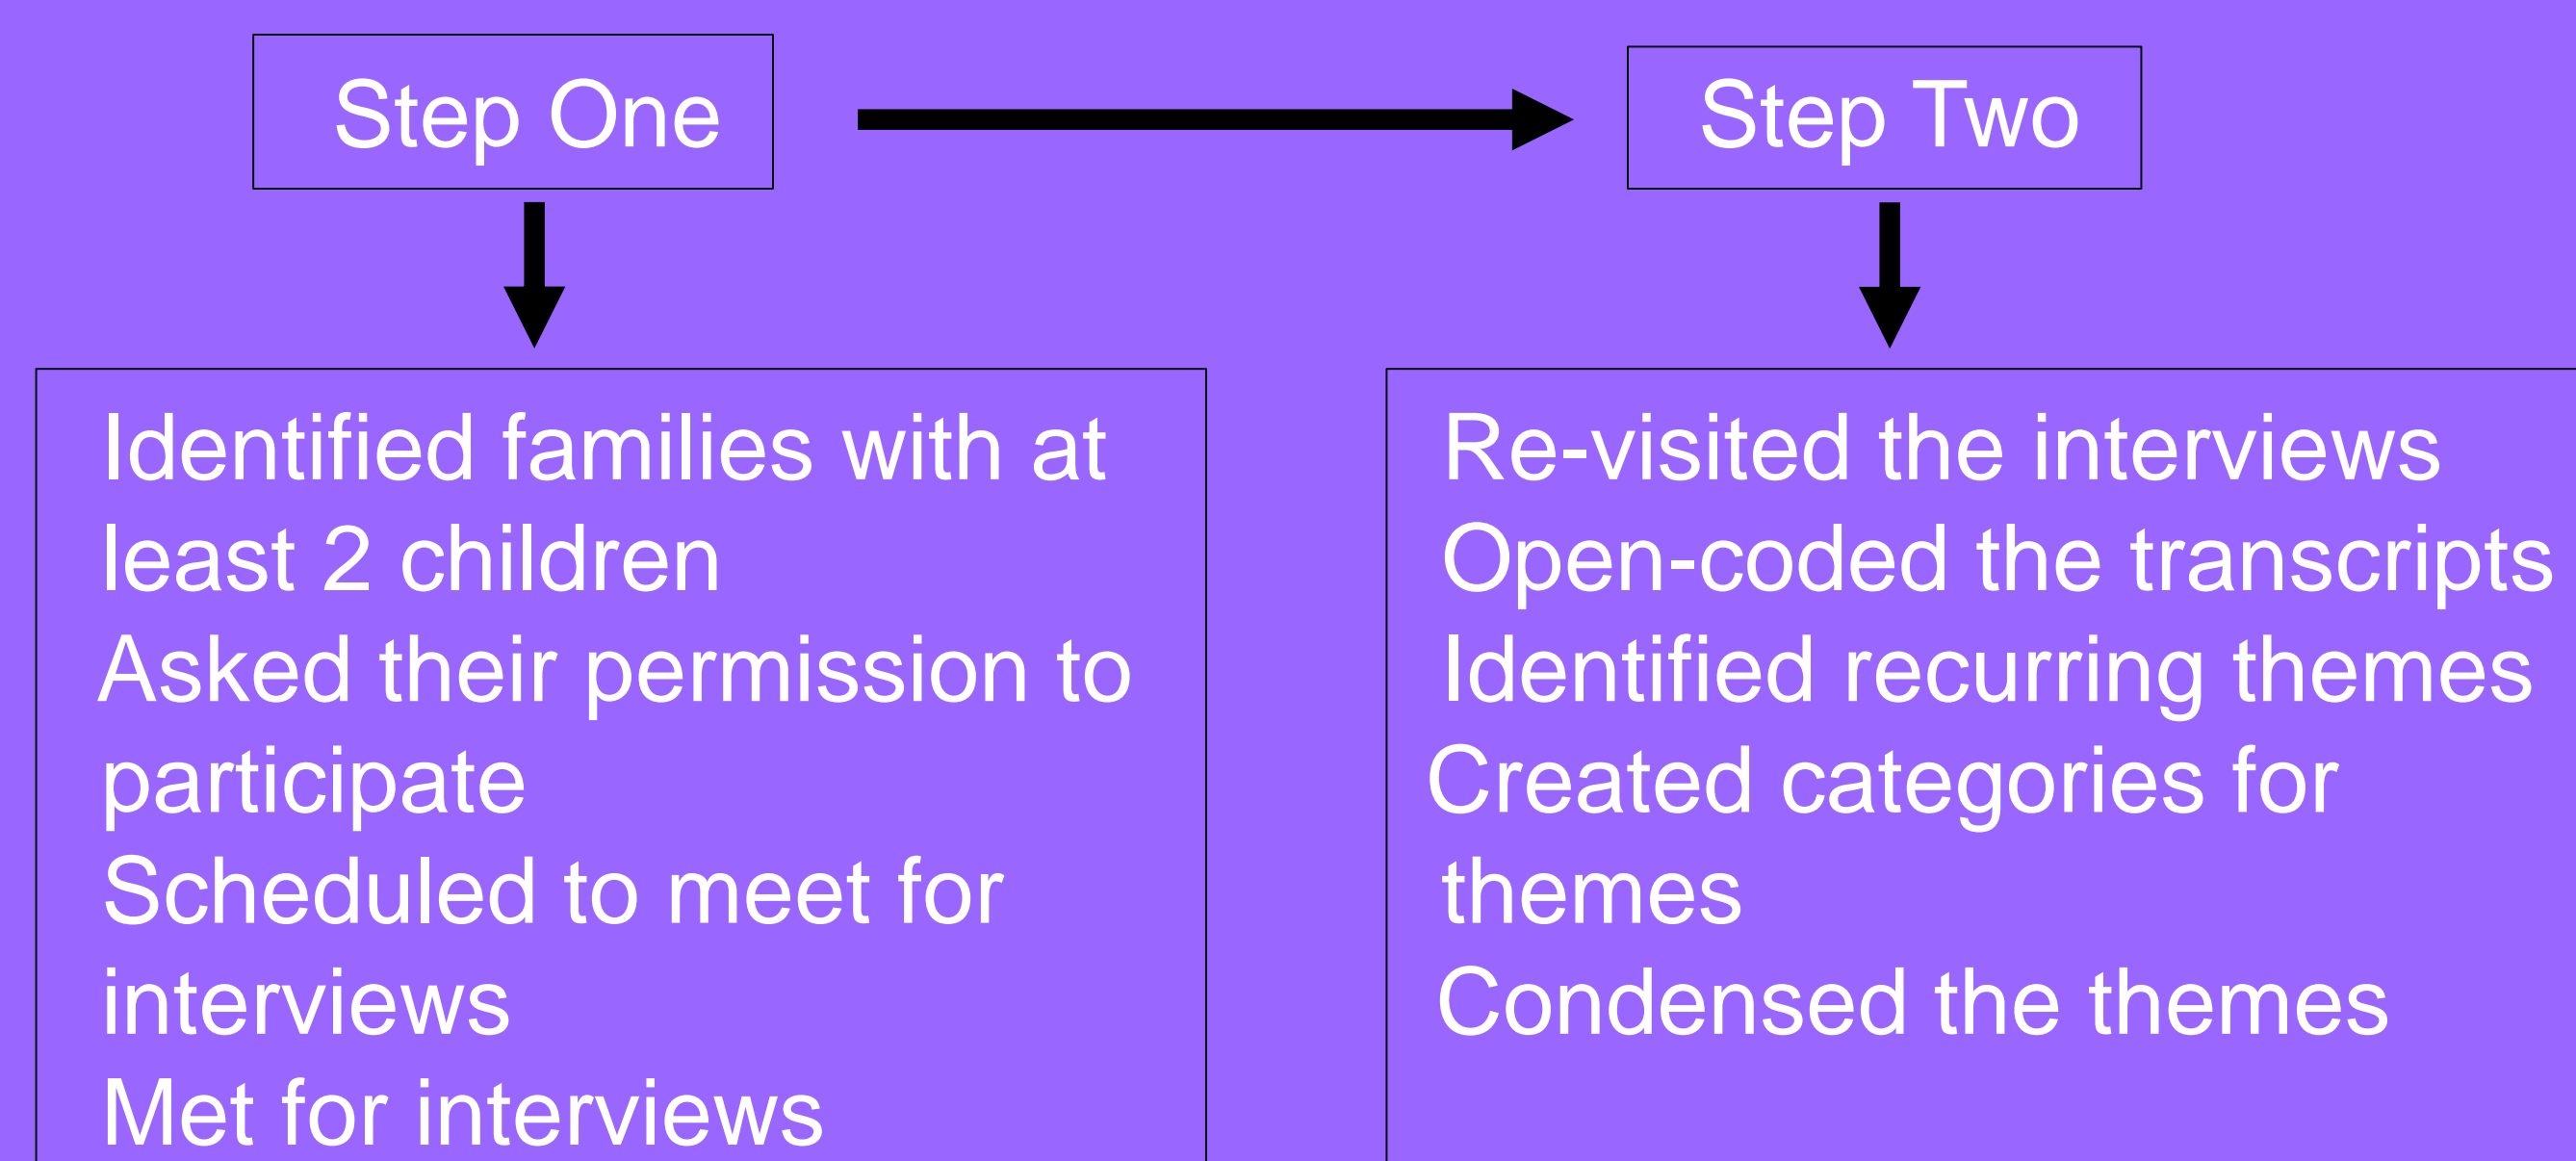 Step One
Step Two
Identified families with at
least 2 children
Asked their permission to
participate
Scheduled to meet for
interviews
Met for interviews
Re-visited the interviews
Open-coded the transcripts
Identified recurring themes
Created categories for
themes
Condensed the themes